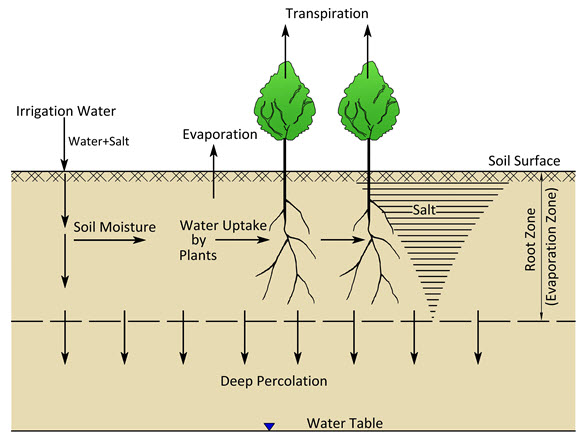 Transpiration
Irrigation Water
Water+Salt
Evaporation
Soil Surface
Soil Moisture
Water Uptake
by
Plants
Salt
Root Zone
(Evaporation Zone)
Deep Percolation
Water Table